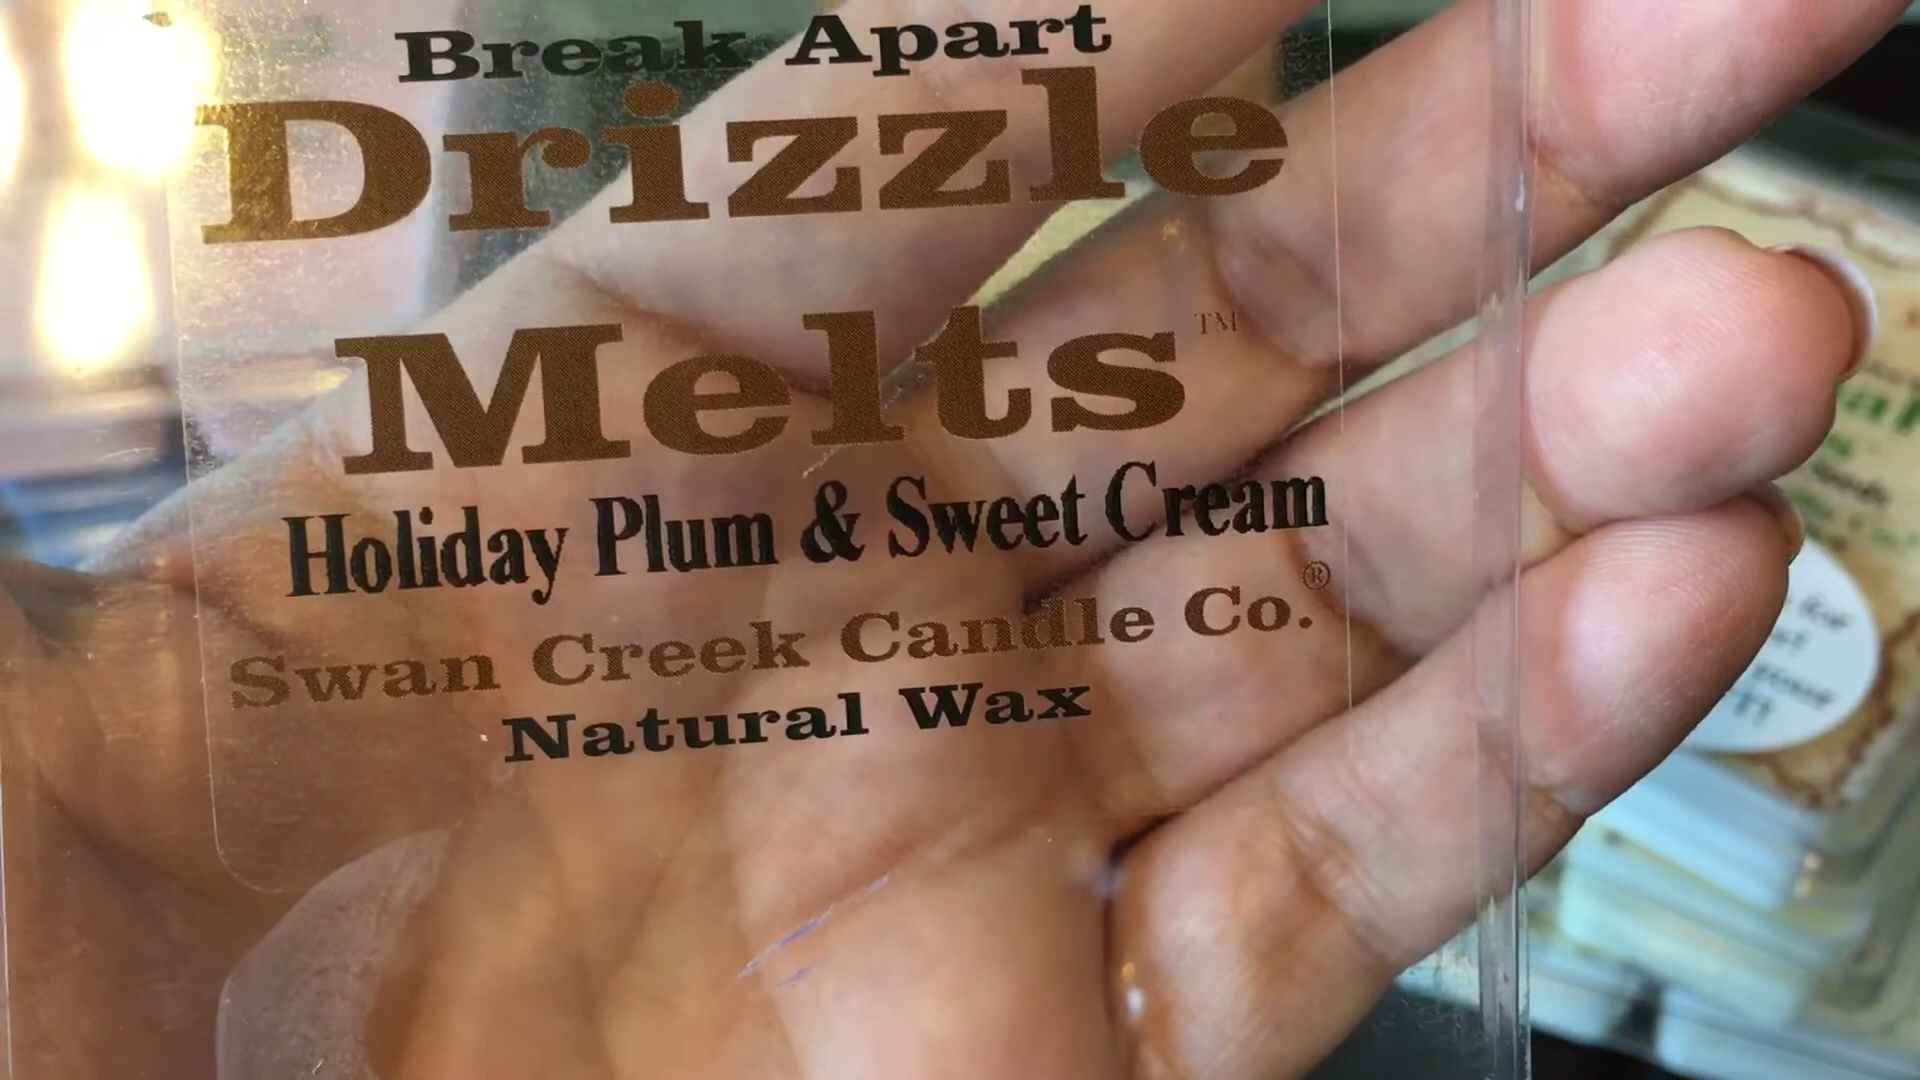 Break Apart
Drizzle
Melts™
Holiday Plum & Sweet Cream
Swan Creek Candle Co.®
Natural Wax